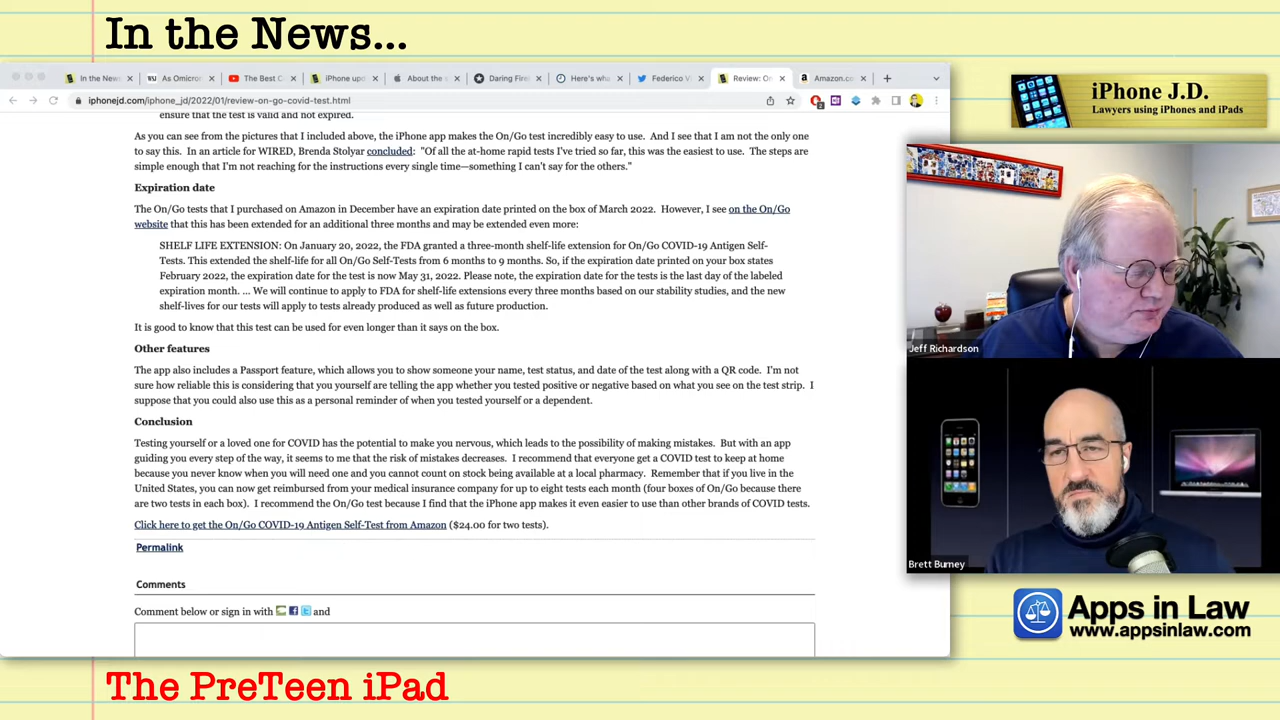 In the News...
In the News
As Omicron
The Best C
iPhone upd
About the s
Daring Fire
Here's wha
Federico V
Review: On
Amazon.co
iphonejd.com/iphone_jd/2022/01/review-on-go-covid-test.html
ensure that the test is valid and not expired.
As you can see from the pictures that I included above, the iPhone app makes the On/Go test incredibly easy to use. And I see that I am not the only one
to say this. In an article for WIRED, Brenda Stolyar concluded: "Of all the at-home rapid tests I've tried so far, this was the easiest to use. The steps are
simple enough that I'm not reaching for the instructions every single time—something I can't say for the others."
Expiration date
The On/Go tests that I purchased on Amazon in December have an expiration date printed on the box of March 2022. However, I see on the On/Go
website that this has been extended for an additional three months and may be extended even more:
SHELF LIFE EXTENSION: On January 20, 2022, the FDA granted a three-month shelf-life extension for On/Go COVID-19 Antigen Self-
Tests. This extended the shelf-life for all On/Go Self-Tests from 6 months to 9 months. So, if the expiration date printed on your box states
February 2022, the expiration date for the test is now May 31, 2022. Please note, the expiration date for the tests is the last day of the labeled
expiration month. ... We will continue to apply to FDA for shelf-life extensions every three months based on our stability studies, and the new
shelf-lives for our tests will apply to tests already produced as well as future production.
It is good to know that this test can be used for even longer than it says on the box.
Other features
The app also includes a Passport feature, which allows you to show someone your name, test status, and date of the test along with a QR code. I'm not
sure how reliable this is considering that you yourself are telling the app whether you tested positive or negative based on what you see on the test strip. I
suppose that you could also use this as a personal reminder of when you tested yourself or a dependent.
Conclusion
Testing yourself or a loved one for COVID has the potential to make you nervous, which leads to the possibility of making mistakes. But with an app
guiding you every step of the way, it seems to me that the risk of mistakes decreases. I recommend that everyone get a COVID test to keep at home
because you never know when you will need one and you cannot count on stock being available at a local pharmacy. Remember that if you live in the
United States, you can now get reimbursed from your medical insurance company for up to eight tests each month (four boxes of On/Go because there
are two tests in each box). I recommend the On/Go test because I find that the iPhone app makes it even easier to use than other brands of COVID tests.
Click here to get the On/Go COVID-19 Antigen Self-Test from Amazon ($24.00 for two tests).
Permalink
Comments
Comment below or sign in with and
iPhone J.D.
Lawyers using iPhones and iPads
Jeff Richardson
Brett Burney
Apps in Law
www.appsinlaw.com
The PreTeen iPad